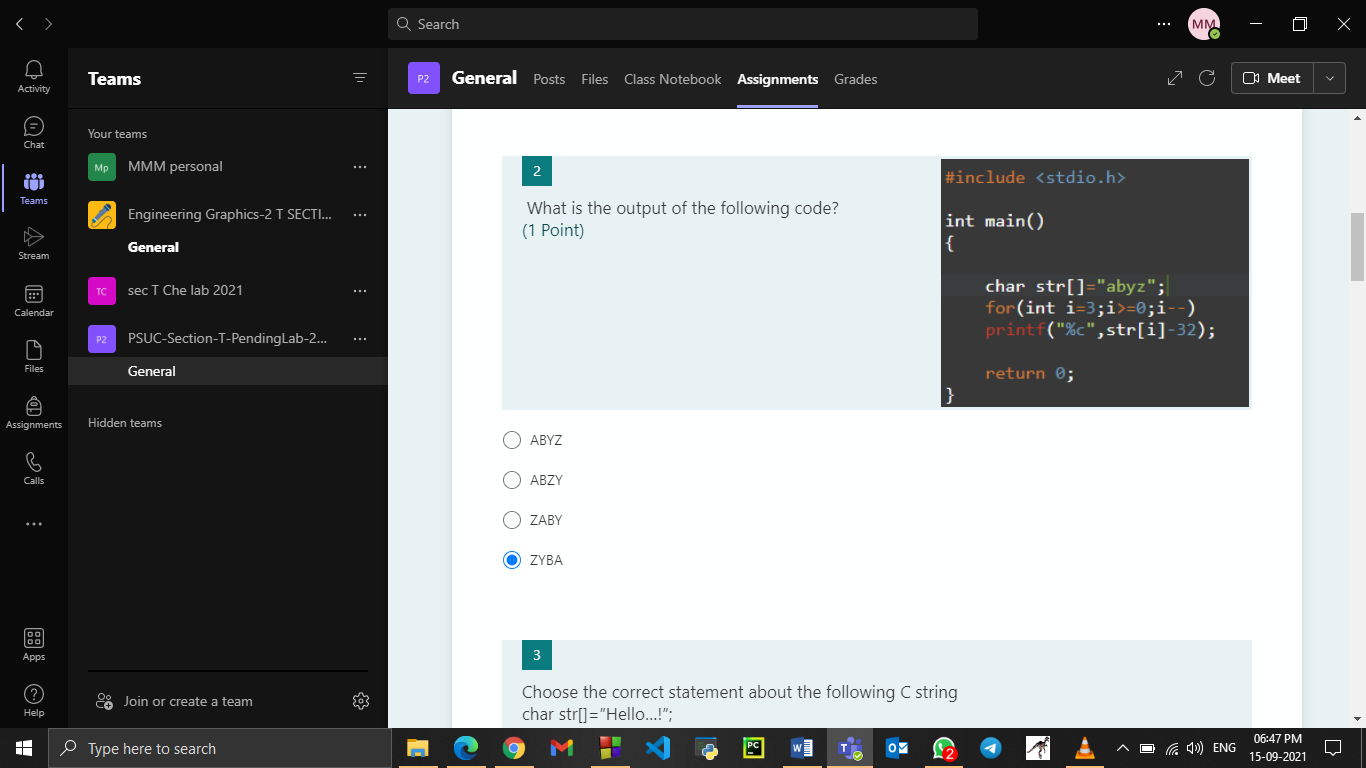 Search
MM
Activity
Chat
Teams
Stream
Calendar
Files
Assignments
Calls
Apps
Help
Teams
Your teams
Mp MMM personal
Engineering Graphics-2 T SECTI...
General
TC sec T Che lab 2021
P2 PSUC-Section-T-PendingLab-2...
General
Hidden teams
Join or create a team
P2 General Posts Files Class Notebook Assignments Grades Meet
2
What is the output of the following code?
(1 Point)
#include <stdio.h>
int main()
{
char str[]="abyz";
for(int i=3;i>=0;i--)
printf("%c",str[i]-32);
return 0;
}
ABYZ
ABZY
ZABY
ZYBA
3
Choose the correct statement about the following C string
char str[]="Hello...!";
Type here to search
PC
2
ENG
06:47 PM
15-09-2021